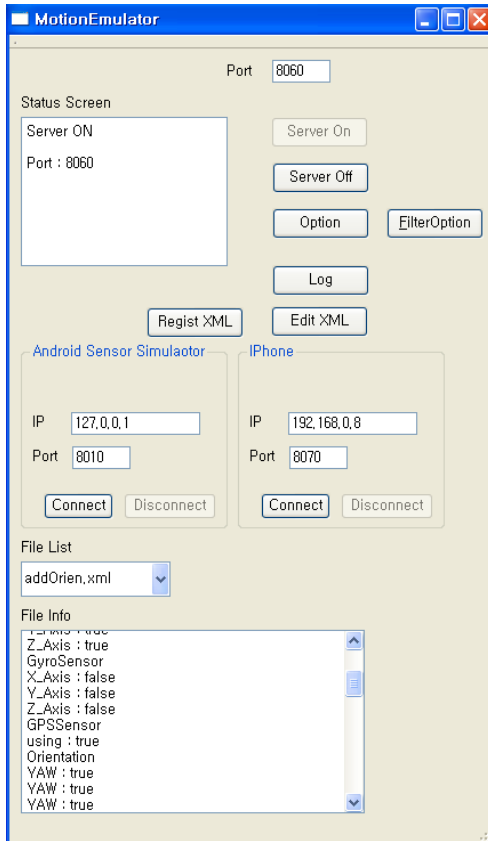 MotionEmulator
Port 8060
Status Screen
Server ON
Port : 8060
Server On
Server Off
Option
FilterOption
Log
Regist XML
Edit XML
Android Sensor Simulaotor
IP 127,0,0,1
Port 8010
Connect
Disconnect
IPhone
IP 192,168,0,8
Port 8070
Connect
Disconnect
File List
addOrien,xml
File Info
Y_Axis : true
Z_Axis : true
GyroSensor
X_Axis : false
Y_Axis : false
Z_Axis : false
GPSSensor
using : true
Orientation
YAW : true
YAW : true
YAW : true